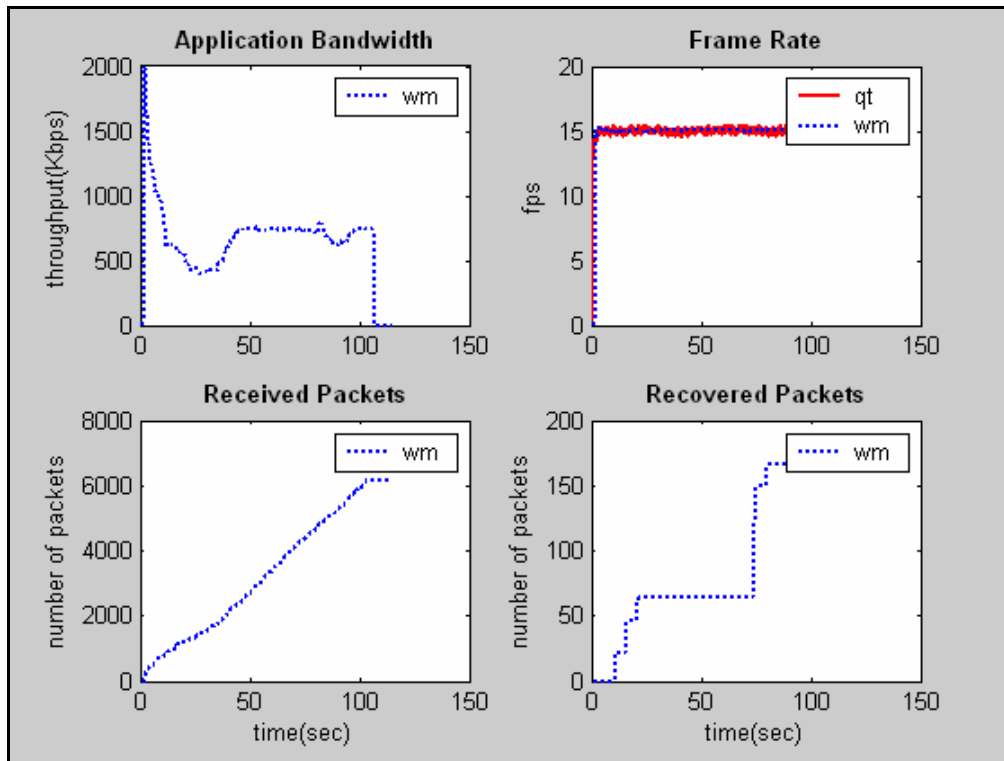 Application Bandwidth
throughput(Kbps)
2000
1500
1000
500
0
0 50 100 150
wm
Frame Rate
fps
20
15
10
5
0
0 50 100 150
qt
wm
Received Packets
number of packets
8000
6000
4000
2000
0
0 50 100 150
time(sec)
wm
Recovered Packets
number of packets
200
150
100
50
0
0 50 100 150
time(sec)
wm